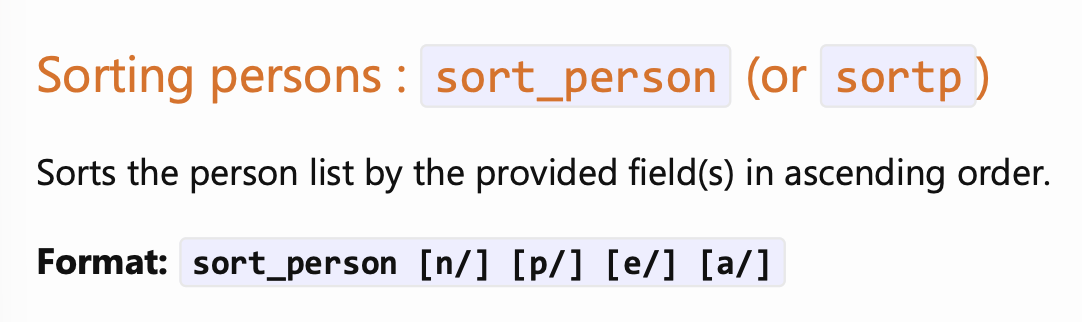 Sorting persons : sort_person (or sortp)
Sorts the person list by the provided field(s) in ascending order.
Format: sort_person [n/] [p/] [e/] [a/]